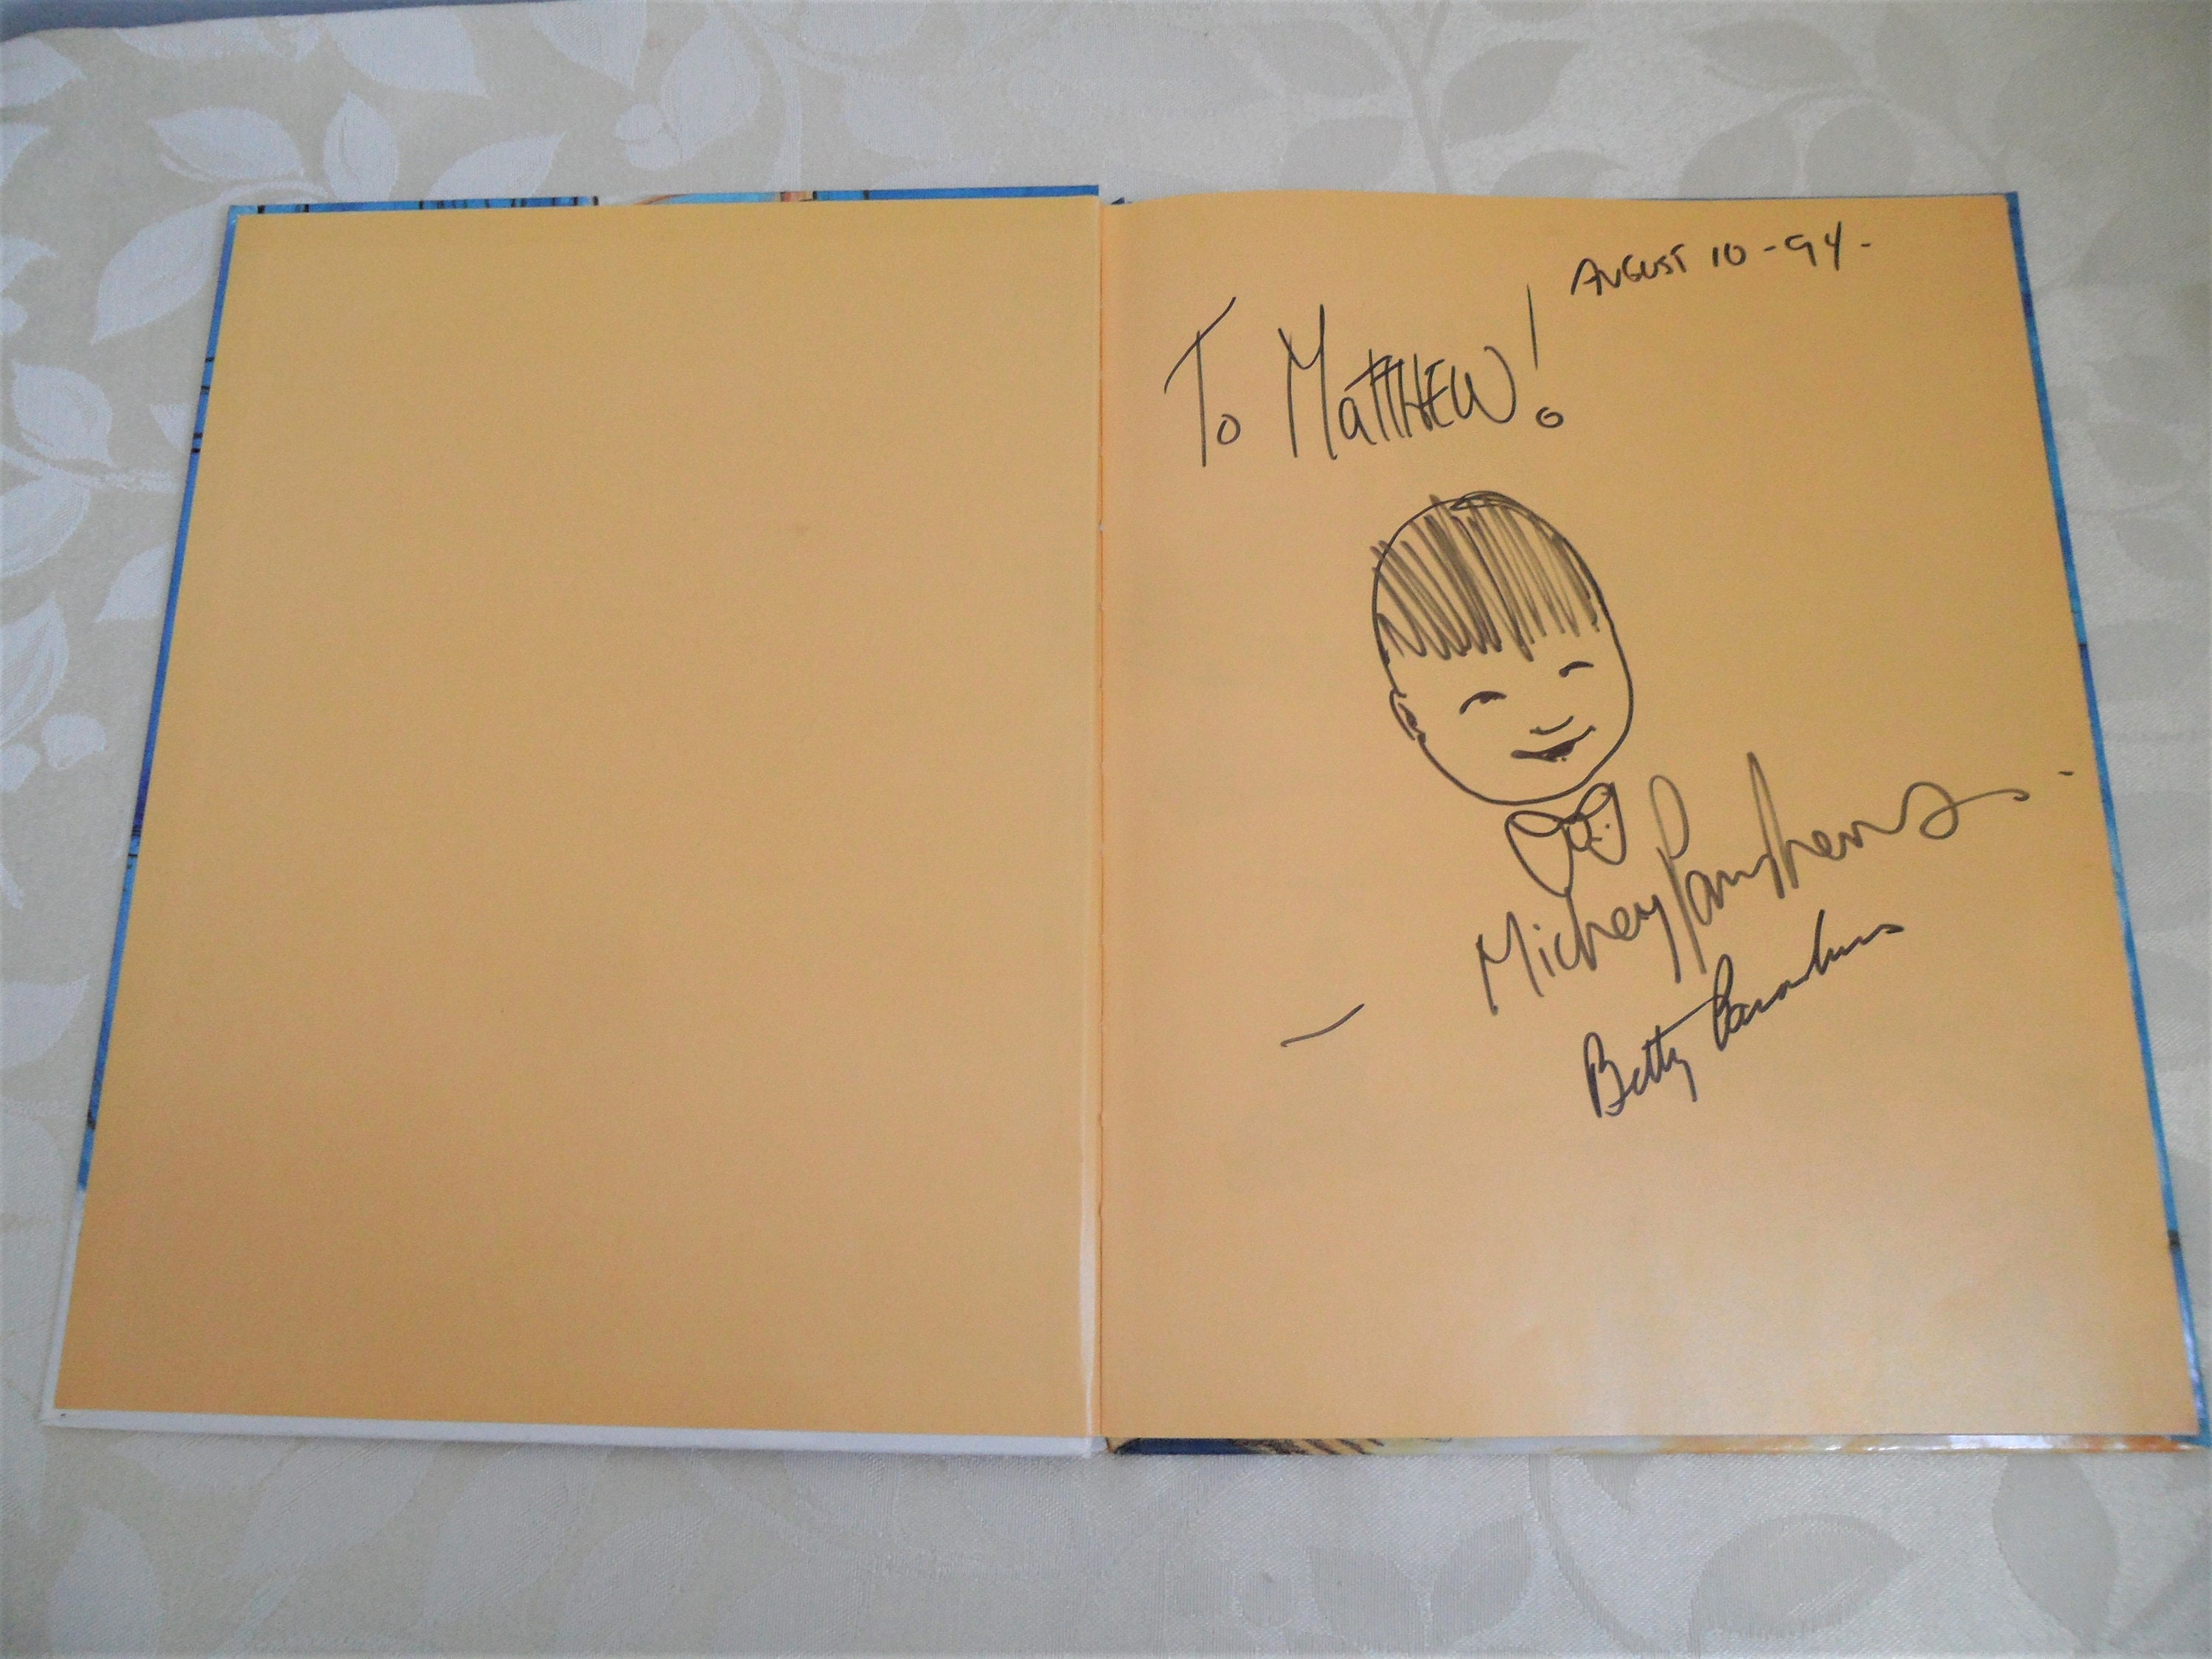 AUGUST 10 - 94 -
To MattHEW!
Mickey
Betty